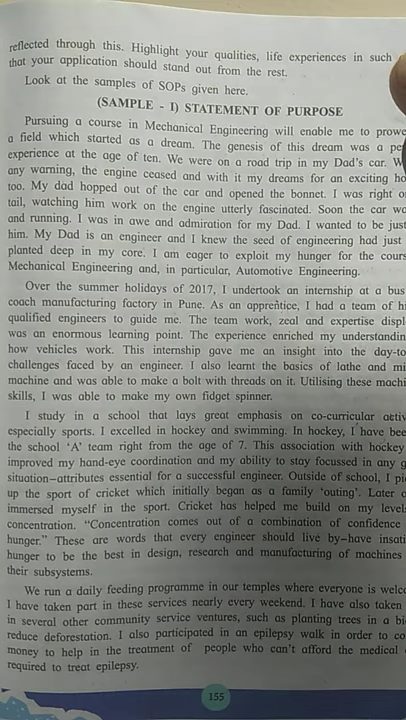 reflected through this. Highlight your qualities, life experiences in such
that your application should stand out from the rest.
Look at the samples of SOPs given here.
(SAMPLE - I) STATEMENT OF PURPOSE
Pursuing a course in Mechanical Engineering will enable me to prowe
a field which started as a dream. The genesis of this dream was a pe
experience at the age of ten. We were on a road trip in my Dad's car. W
any warning, the engine ceased and with it my dreams for an exciting ho
too. My dad hopped out of the car and opened the bonnet. I was right o
tail, watching him work on the engine utterly fascinated. Soon the car wa
and running. I was in awe and admiration for my Dad. I wanted to be just
him. My Dad is an engineer and I knew the seed of engineering had just
planted deep in my core. I am eager to exploit my hunger for the cours
Mechanical Engineering and, in particular, Automotive Engineering.
Over the summer holidays of 2017, I undertook an internship at a bus
coach manufacturing factory in Pune. As an apprentice, I had a team of hi
qualified engineers to guide me. The team work, zeal and expertise displ
was an enormous learning point. The experience enriched my understandin
how vehicles work. This internship gave me an insight into the day-to-
challenges faced by an engineer. I also learnt the basics of lathe and mi
machine and was able to make a bolt with threads on it. Utilising these machi
skills, I was able to make my own fidget spinner.
I study in a school that lays great emphasis on co-curricular activ
especially sports. I excelled in hockey and swimming. In hockey, I have bee
the school 'A' team right from the age of 7. This association with hockey
improved my hand-eye coordination and my ability to stay focussed in any g
situation–attributes essential for a successful engineer. Outside of school, I pi
up the sport of cricket which initially began as a family 'outing'. Later o
immersed myself in the sport. Cricket has helped me build on my level
concentration. "Concentration comes out of a combination of confidence
hunger." These are words that every engineer should live by–have insati
hunger to be the best in design, research and manufacturing of machines
their subsystems.
We run a daily feeding programme in our temples where everyone is welco
I have taken part in these services nearly every weekend. I have also taken
in several other community service ventures, such as planting trees in a bi
reduce deforestation. I also participated in an epilepsy walk in order to co
money to help in the treatment of people who can't afford the medical
required to treat epilepsy.
155